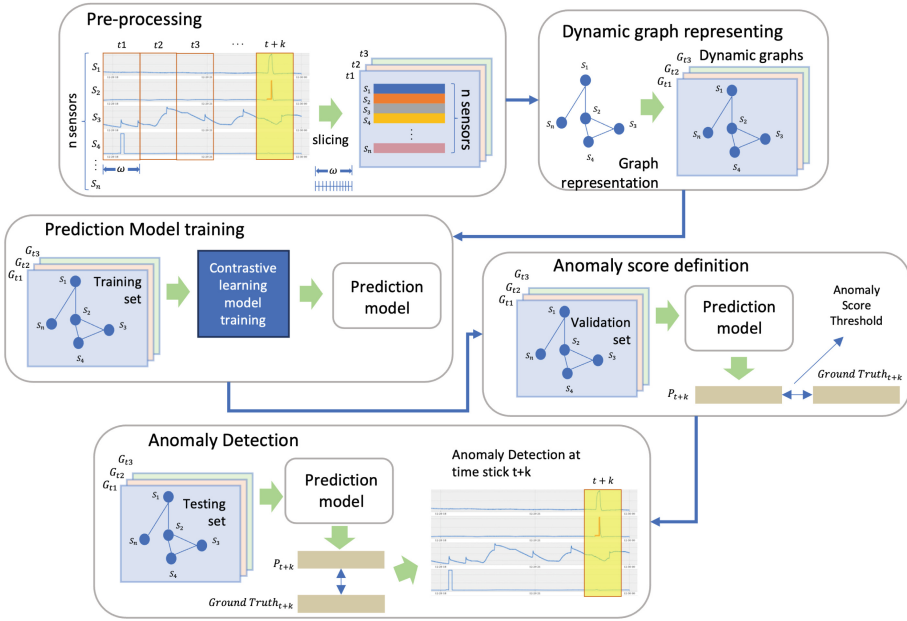 Pre-processing
t1 t2 t3 ... t + k
n sensors
S1
S2
S3
S4
⋮
Sn
ω
slicing
ω
t3
t2
t1
S1
S2
S3
S4
⋮
Sn
n sensors
Dynamic graph representing
S1
S2
S3
S4
Sn
Graph
representation
Dynamic graphs
Gt3
Gt2
Gt1
S1
S2
S3
S4
Sn
Prediction Model training
Gt3
Gt2
Gt1
Training
set
S1
S2
S3
S4
Sn
Contrastive
learning
model
training
Prediction
model
Anomaly score definition
Gt3
Gt2
Gt1
Validation
set
S1
S2
S3
S4
Sn
Prediction
model
Anomaly
Score
Threshold
Pt+k
Ground Trutht+k
Anomaly Detection
Gt3
Gt2
Gt1
Testing
set
S1
S2
S3
S4
Sn
Prediction
model
Pt+k
Ground Trutht+k
Anomaly Detection at
time stick t+k
t + k